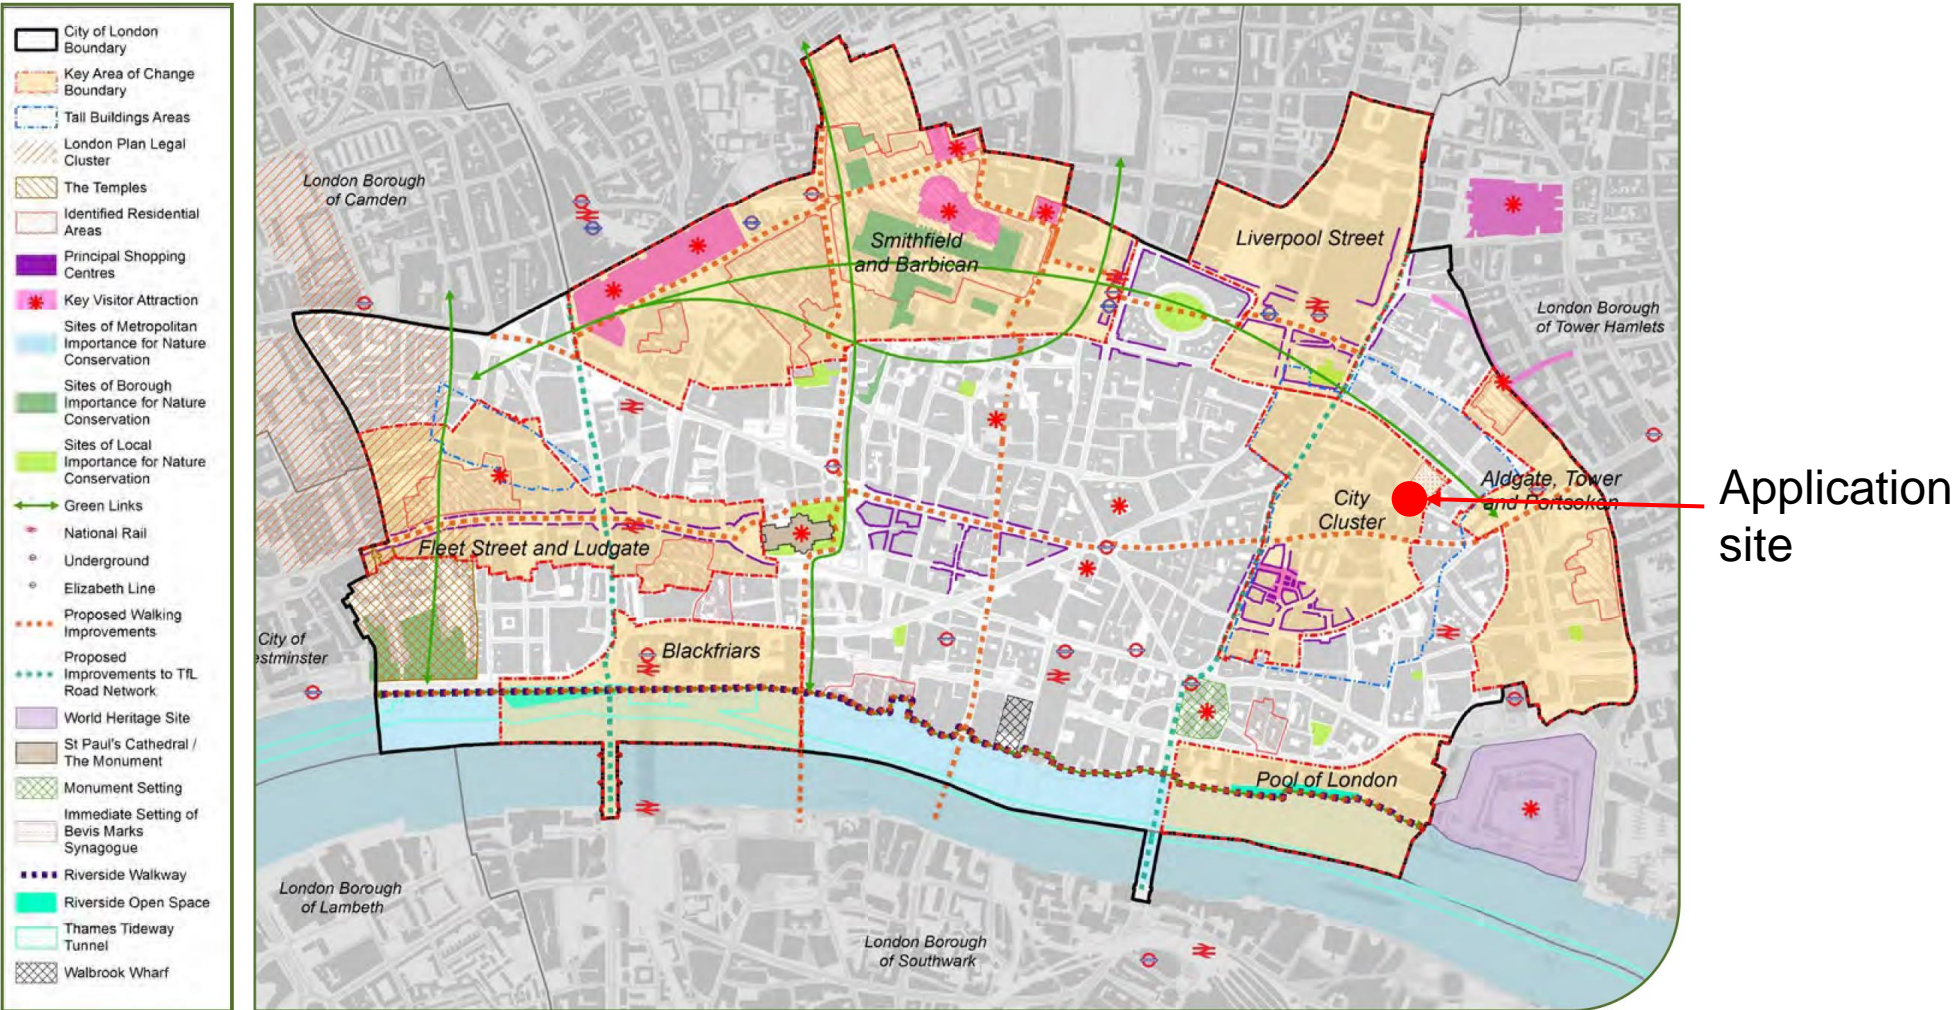 City of London
Boundary
Key Area of Change
Boundary
Tall Buildings Areas
London Plan Legal
Cluster
The Temples
Identified Residential
Areas
Principal Shopping
Centres
Key Visitor Attraction
Sites of Metropolitan
Importance for Nature
Conservation
Sites of Borough
Importance for Nature
Conservation
Sites of Local
Importance for Nature
Conservation
Green Links
National Rail
Underground
Elizabeth Line
Proposed Walking
Improvements
Proposed
Improvements to TfL
Road Network
World Heritage Site
St Paul's Cathedral /
The Monument
Monument Setting
Immediate Setting of
Bevis Marks
Synagogue
Riverside Walkway
Riverside Open Space
Thames Tideway
Tunnel
Walbrook Wharf
London Borough
of Camden
Smithfield
and Barbican
Liverpool Street
London Borough
of Tower Hamlets
City
Cluster
Aldgate, Tower
and Portsoken
Application
site
Fleet Street and Ludgate
City of
estminster
Blackfriars
Pool of London
London Borough
of Lambeth
London Borough
of Southwark